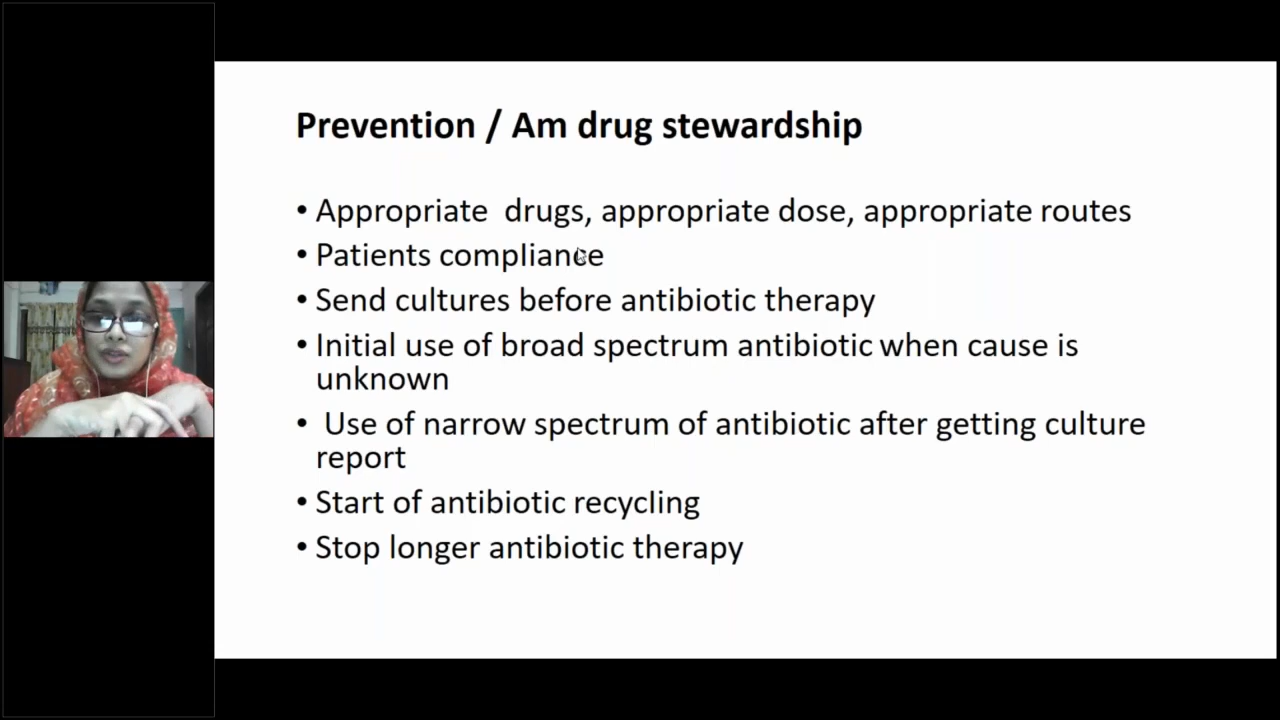 Prevention / Am drug stewardship
• Appropriate  drugs, appropriate dose, appropriate routes
• Patients compliance
• Send cultures before antibiotic therapy
• Initial use of broad spectrum antibiotic when cause is
unknown
•  Use of narrow spectrum of antibiotic after getting culture
report
• Start of antibiotic recycling
• Stop longer antibiotic therapy